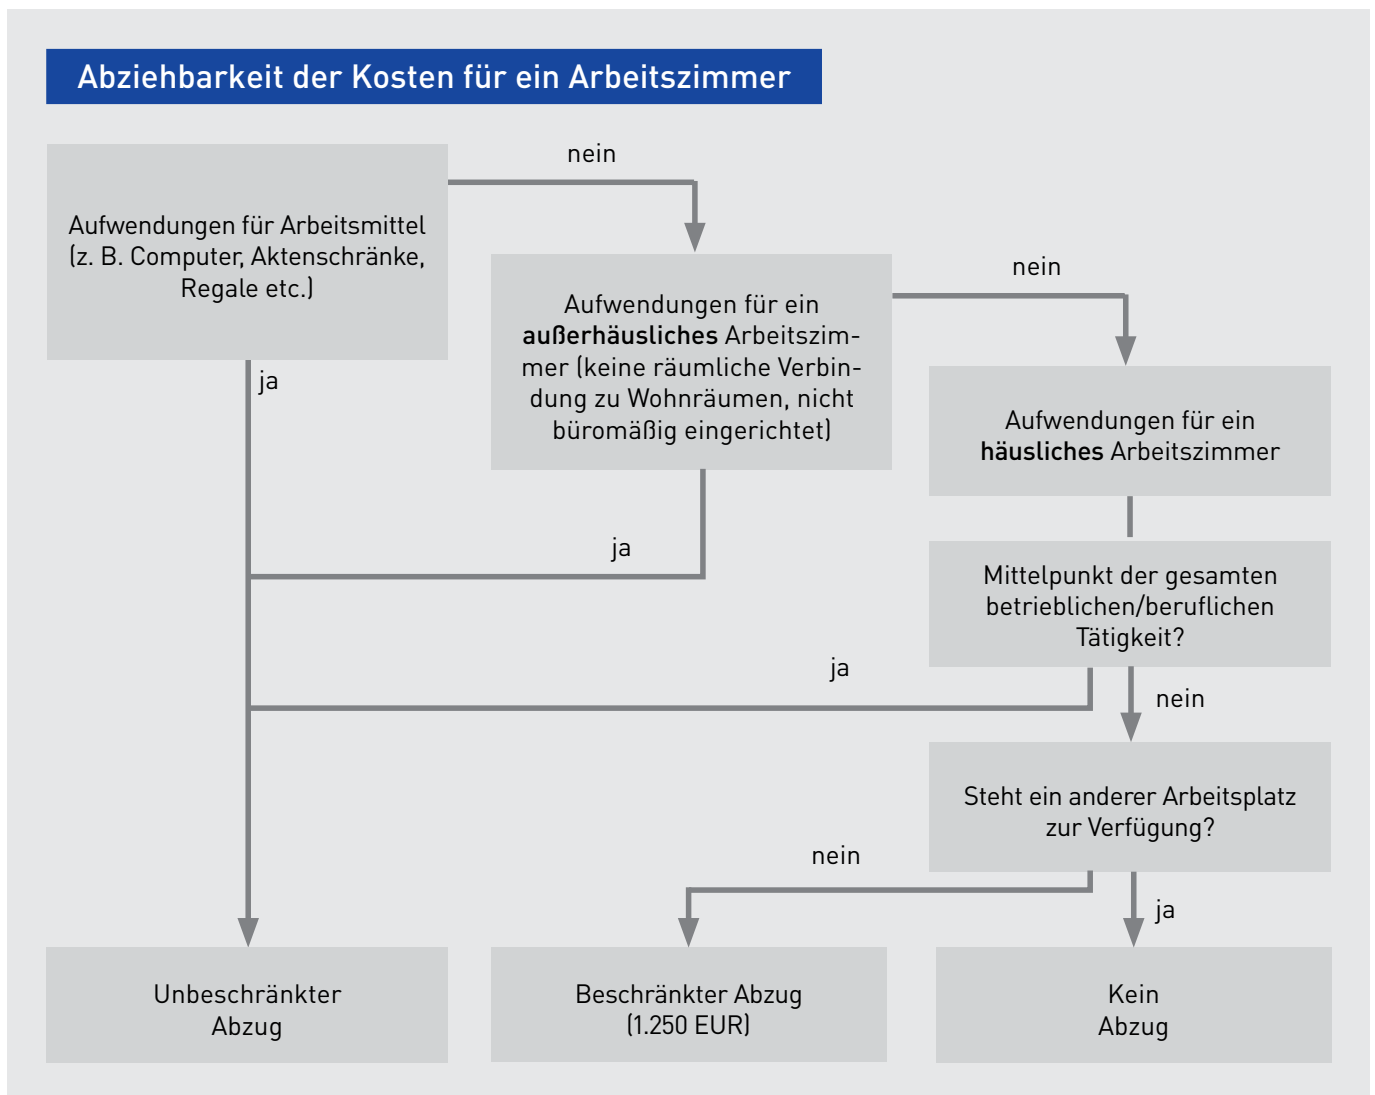 Abziehbarkeit der Kosten für ein Arbeitszimmer
nein
Aufwendungen für Arbeitsmittel
(z. B. Computer, Aktenschränke,
Regale etc.)
ja
nein
Aufwendungen für ein
außerhäusliches Arbeitszim-
mer (keine räumliche Verbin-
dung zu Wohnräumen, nicht
büromäßig eingerichtet)
ja
Aufwendungen für ein
häusliches Arbeitszimmer
Mittelpunkt der gesamten
betrieblichen/beruflichen
Tätigkeit?
ja
nein
Steht ein anderer Arbeitsplatz
zur Verfügung?
nein
ja
Unbeschränkter
Abzug
Beschränkter Abzug
(1.250 EUR)
Kein
Abzug